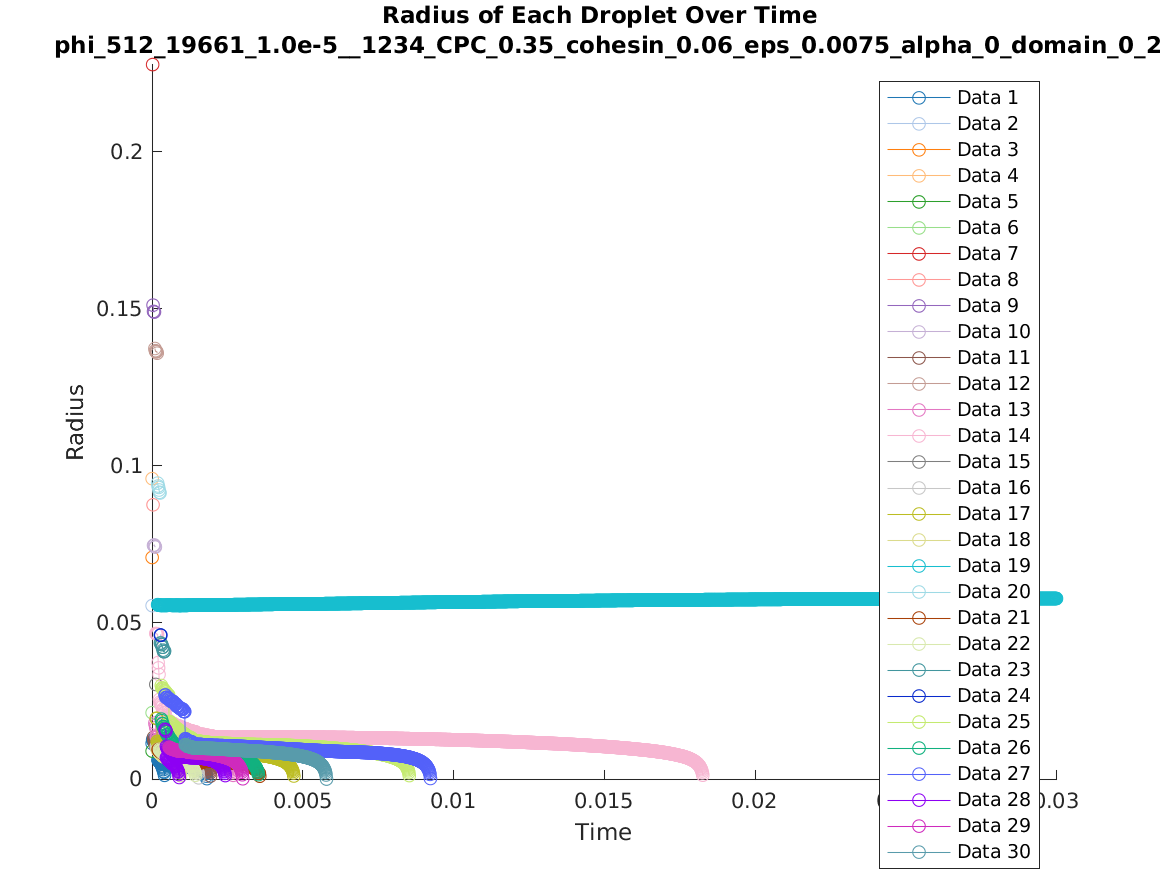 Radius of Each Droplet Over Time
phi_512_19661_1.0e-5__1234_CPC_0.35_cohesin_0.06_eps_0.0075_alpha_0_domain_0_2
Radius
0.2
0.15
0.1
0.05
0
0
0.005
0.01
0.015
0.02
0.03
Time
Data 1
Data 2
Data 3
Data 4
Data 5
Data 6
Data 7
Data 8
Data 9
Data 10
Data 11
Data 12
Data 13
Data 14
Data 15
Data 16
Data 17
Data 18
Data 19
Data 20
Data 21
Data 22
Data 23
Data 24
Data 25
Data 26
Data 27
Data 28
Data 29
Data 30